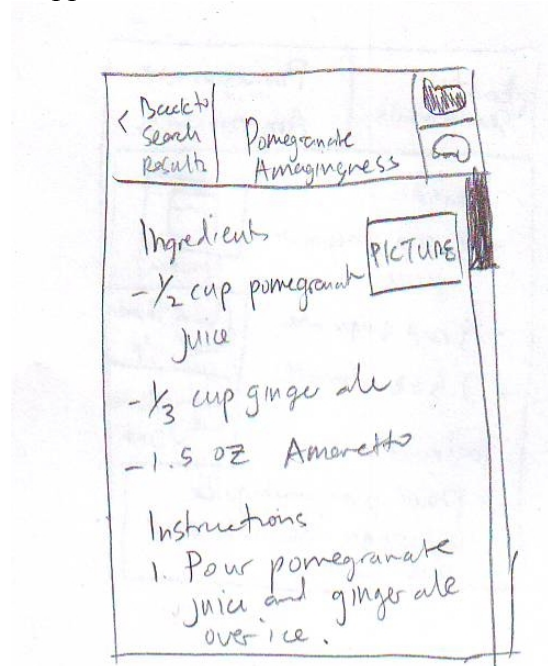 < Back to
Search
Results
Pomegranate
Amazingness
Ingredients
PICTURE
- 1/2 cup pomegranate
juice
- 1/3 cup ginger ale
- 1.5 oz Amaretto
Instructions
1. Pour pomegranate
juice and ginger ale
over ice.